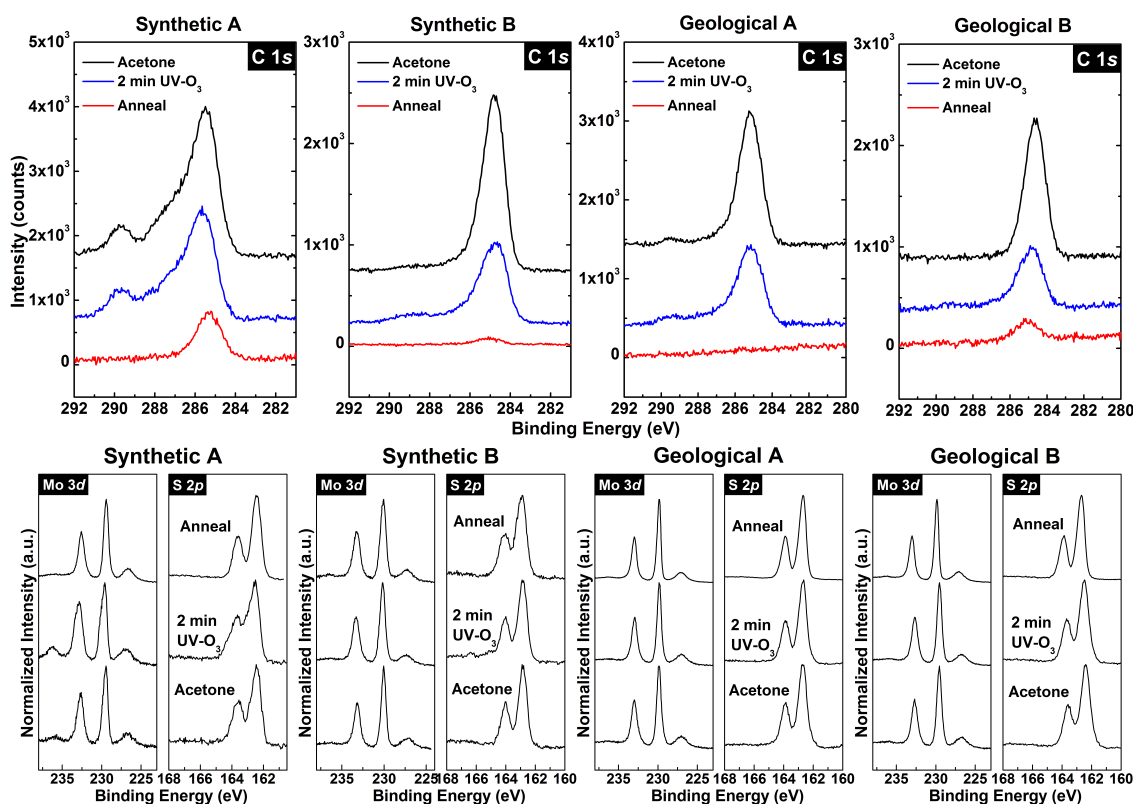 Synthetic A
Synthetic B
Geological A
Geological B
Intensity (counts)
5x10³
4x10³
3x10³
2x10³
1x10³
0
C 1s
Acetone
2 min UV-O₃
Anneal
292 290 288 286 284 282
3x10³
2x10³
1x10³
0
C 1s
Acetone
2 min UV-O₃
Anneal
292 290 288 286 284 282
4x10³
3x10³
2x10³
1x10³
0
C 1s
Acetone
2 min UV-O₃
Anneal
292 290 288 286 284 282 280
3x10³
2x10³
1x10³
0
C 1s
Acetone
2 min UV-O₃
Anneal
292 290 288 286 284 282 280
Binding Energy (eV)
Synthetic A
Normalized Intensity (a.u.)
Mo 3d
S 2p
Anneal
2 min
UV-O₃
Acetone
235 230 225
168 166 164 162
Binding Energy (eV)
Synthetic B
Normalized Intensity (a.u.)
Mo 3d
S 2p
Anneal
2 min
UV-O₃
Acetone
235 230 225
168 166 164 162 160
Binding Energy (eV)
Geological A
Normalized Intensity (a.u.)
Mo 3d
S 2p
Anneal
2 min
UV-O₃
Acetone
235 230 225
168 166 164 162 160
Binding Energy (eV)
Geological B
Normalized Intensity (a.u.)
Mo 3d
S 2p
Anneal
2 min
UV-O₃
Acetone
235 230 225
168 166 164 162 160
Binding Energy (eV)